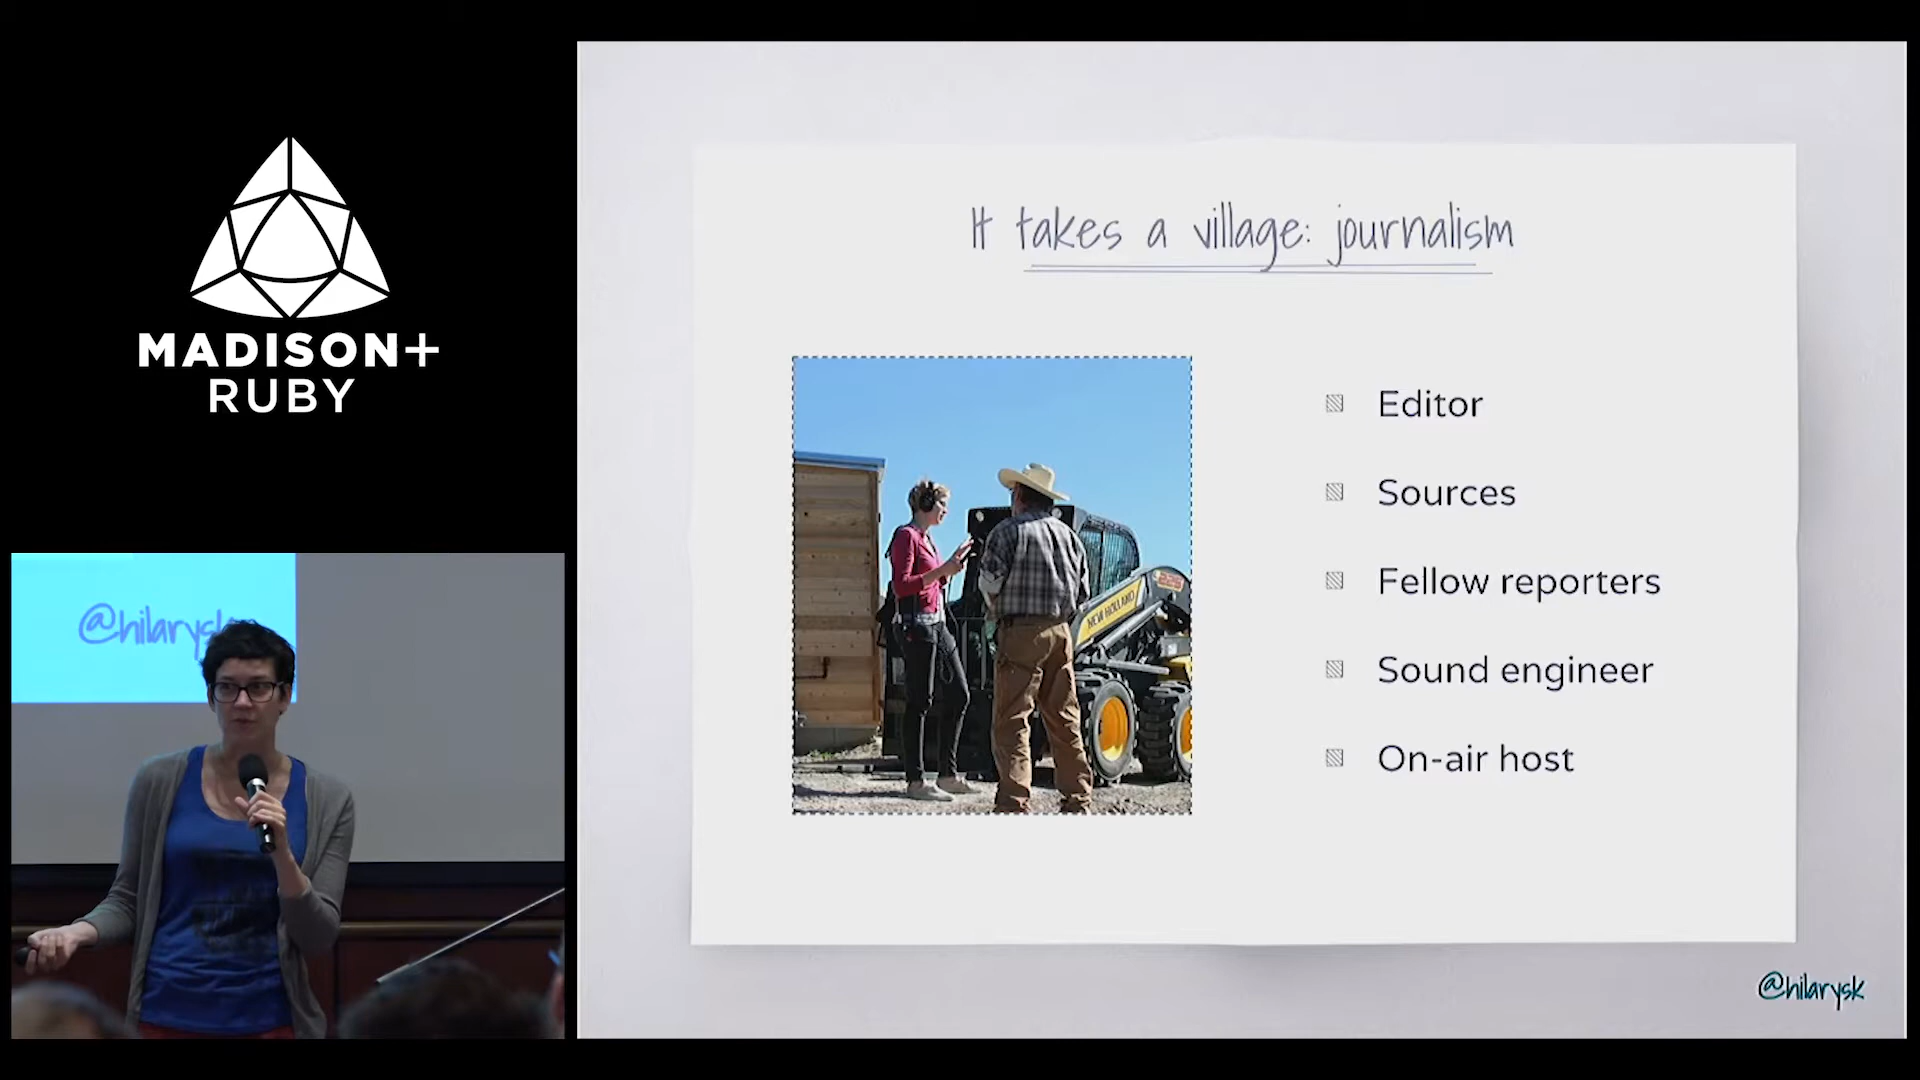 MADISON+
RUBY
@hilarysk
It takes a village: journalism
Editor
Sources
Fellow reporters
Sound engineer
On-air host
NEW HOLLAND
@hilarysk